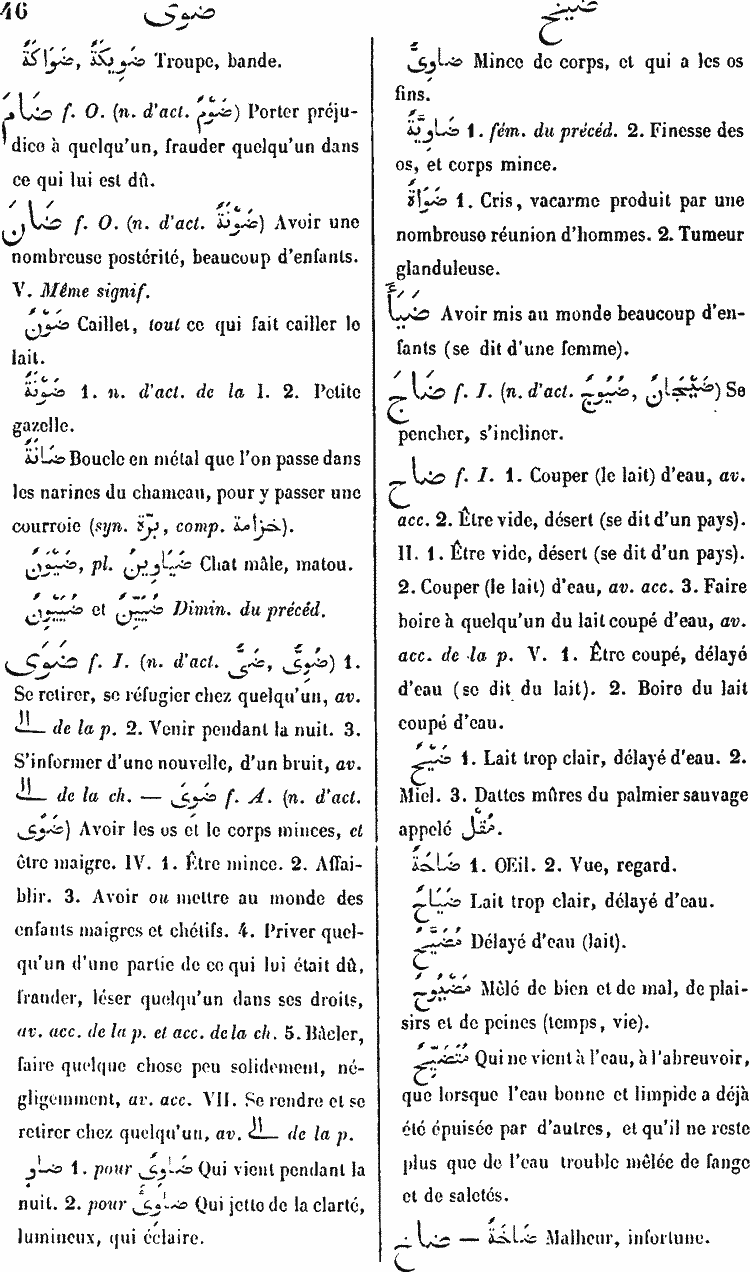 46 ضوى ضيح
ضَوِيكَةٌ, ضُوَاكَةٌ Troupe, bande.
ضَامَ f. O. (n. d'act. ضَوْمٌ) Porter préju-
dice à quelqu'un, frauder quelqu'un dans
ce qui lui est dû.
ضَانَ f. O. (n. d'act. ضَوْنَةٌ) Avoir une
nombreuse postérité, beaucoup d'enfants.
V. Même signif.
ضَوْنٌ Caillet, tout ce qui fait cailler le
lait.
ضَوْنَةٌ 1. n. d'act. de la I. 2. Petite
gazelle.
ضَانَةٌ Boucle en métal que l'on passe dans
les narines du chameau, pour y passer une
courroie (syn. برّة, comp. خزامة).
ضَيْوَنٌ, pl. ضَيَاوِينُ Chat mâle, matou.
ضُيَيْوِنٌ et ضُيَيِّنٌ Dimin. du précéd.
ضَوَى f. I. (n. d'act. ضَىٌّ, ضُوِىٌّ) 1.
Se retirer, se réfugier chez quelqu'un, av.
الى de la p. 2. Venir pendant la nuit. 3.
S'informer d'une nouvelle, d'un bruit, av.
الى de la ch. — ضَوِىَ f. A. (n. d'act.
ضَوًى) Avoir les os et le corps minces, et
être maigre. IV. 1. Être mince. 2. Affai-
blir. 3. Avoir ou mettre au monde des
enfants maigres et chétifs. 4. Priver quel-
qu'un d'une partie de ce qui lui était dû,
frauder, léser quelqu'un dans ses droits,
av. acc. de la p. et acc. de la ch. 5. Bâcler,
faire quelque chose peu solidement, né-
gligemment, av. acc. VII. Se rendre et se
retirer chez quelqu'un, av. الى de la p.
ضاو 1. pour ضَاوِىٌ Qui vient pendant la
nuit. 2. pour ضَاوِئٌ Qui jette de la clarté,
lumineux, qui éclaire.
ضاوِىٌّ Mince de corps, et qui a les os
fins.
ضَاوِيَّةٌ 1. fém. du précéd. 2. Finesse des
os, et corps mince.
ضَوَاةٌ 1. Cris, vacarme produit par une
nombreuse réunion d'hommes. 2. Tumeur
glanduleuse.
ضَيَأَ Avoir mis au monde beaucoup d'en-
fants (se dit d'une femme).
ضَاجَ f. I. (n. d'act. ضُيُوجٌ, ضَيَجَانٌ) Se
pencher, s'incliner.
ضاح f. I. 1. Couper (le lait) d'eau, av.
acc. 2. Être vide, désert (se dit d'un pays).
II. 1. Être vide, désert (se dit d'un pays).
2. Couper (le lait) d'eau, av. acc. 3. Faire
boire à quelqu'un du lait coupé d'eau, av.
acc. de la p. V. 1. Être coupé, délayé
d'eau (se dit du lait). 2. Boire du lait
coupé d'eau.
ضَيْحٌ 1. Lait trop clair, délayé d'eau. 2.
Miel. 3. Dattes mûres du palmier sauvage
appelé مُقْل.
ضَاحَةٌ 1. Œil. 2. Vue, regard.
ضَيَاحٌ Lait trop clair, délayé d'eau.
مُضَيَّحٌ Délayé d'eau (lait).
مَضْيُوحٌ Mêlé de bien et de mal, de plai-
sirs et de peines (temps, vie).
مُتَضَيِّحٌ Qui ne vient à l'eau, à l'abreuvoir,
que lorsque l'eau bonne et limpide a déjà
été épuisée par d'autres, et qu'il ne reste
plus que de l'eau trouble mêlée de fange
et de saletés.
ضاخ — ضَاخَةٌ Malheur, infortune.